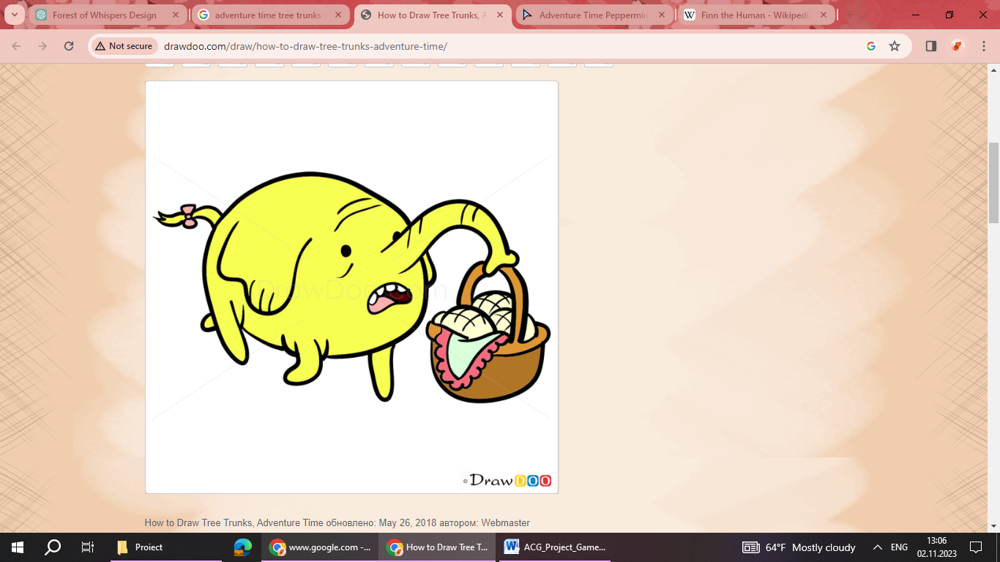 Forest of Whispers Design
adventure time tree trunks -
How to Draw Tree Trunks, A
Adventure Time Peppermin
Finn the Human - Wikipedi
Not secure
drawdoo.com/draw/how-to-draw-tree-trunks-adventure-time/
DrawDoo.com
© DrawDOO
How to Draw Tree Trunks, Adventure Time обновлено: May 26, 2018 автором: Webmaster
Proiect
www.google.com -...
How to Draw Tree T...
ACG_Project_Game...
64°F Mostly cloudy
ENG
13:06
02.11.2023